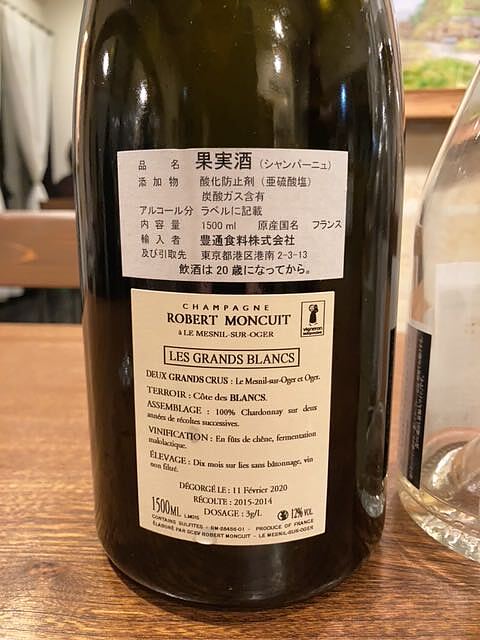 品 名 果実酒（シャンパーニュ）
添 加 物 酸化防止剤（亜硫酸塩）
炭酸ガス含有
アルコール分 ラベルに記載
内 容 量 1500 ml 原産国名 フランス
輸 入 者 豊通食料株式会社
及び引取先 東京都港区港南 2-3-13
飲酒は 20 歳になってから。
CHAMPAGNE
ROBERT MONCUIT
à LE MESNIL-SUR-OGER
vigneron
LES GRANDS BLANCS
DEUX GRANDS CRUS : Le Mesnil-sur-Oger et Oger.
TERROIR : Côte des BLANCS.
ASSEMBLAGE : 100% Chardonnay sur deux
années de récoltes successives.
VINIFICATION : En fûts de chêne, fermentation
malolactique.
ÉLEVAGE : Dix mois sur lies sans bâtonnage, vin
non filtré.
DÉGORGÉ LE : 11 Février 2020
RÉCOLTE : 2015-2014
DOSAGE : 3g/L
1500ML LM015 12% VOL
CONTAINS SULFITES - RM-28456-01 - PRODUCE OF FRANCE
ÉLABORÉ PAR SCEV ROBERT MONCUIT - LE MESNIL-SUR-OGER